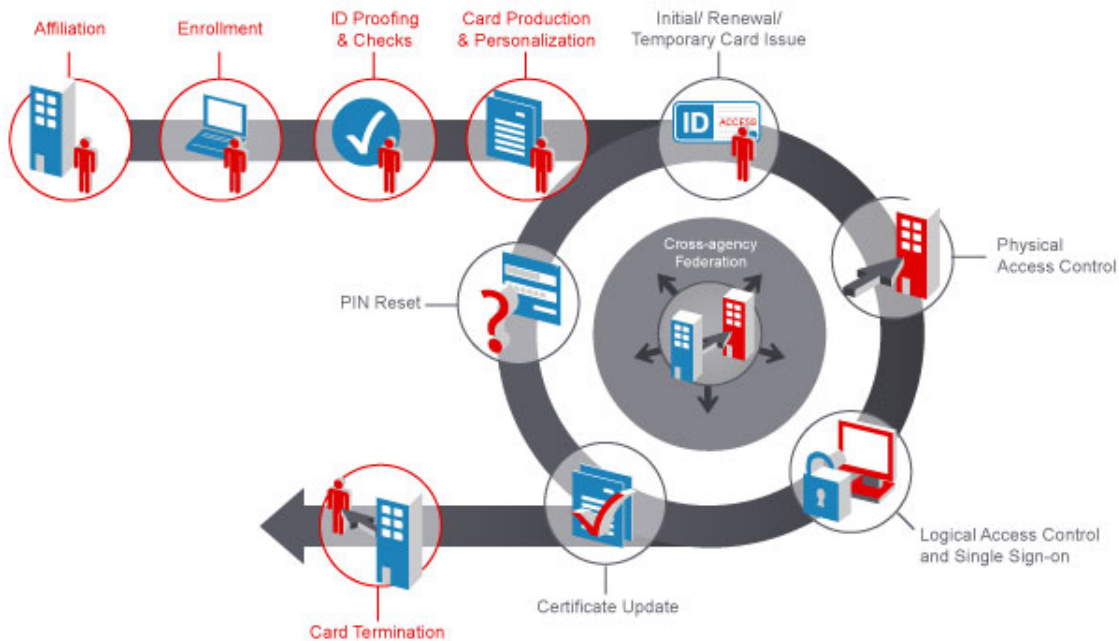 Affiliation
Enrollment
ID Proofing
& Checks
Card Production
& Personalization
Initial/ Renewal/
Temporary Card Issue
ID ACCESS
Physical
Access Control
Cross-agency
Federation
PIN Reset
Logical Access Control
and Single Sign-on
Certificate Update
Card Termination